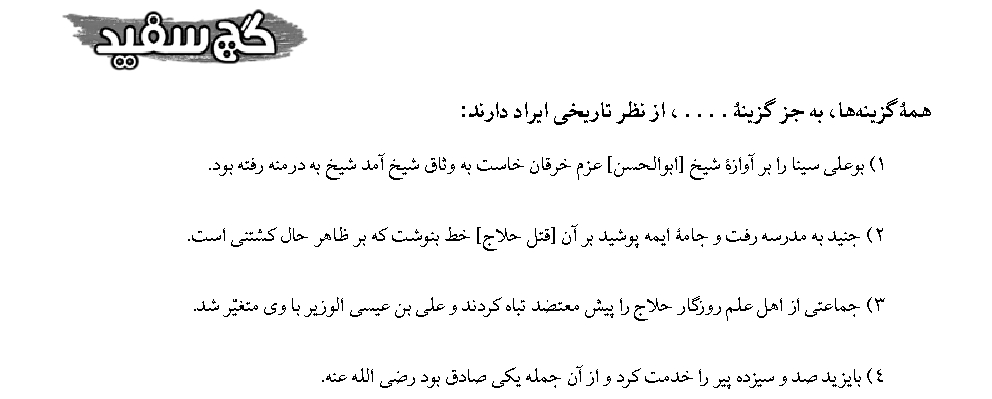 گچ سفید
همهٔ گزینه‌ها، به جز گزینهٔ . . . . ، از نظر تاریخی ایراد دارند:
۱) بوعلی سینا را بر آوازهٔ شیخ [ابوالحسن] عزم خرقان خاست به وثاق شیخ آمد شیخ به درمنه رفته بود.
۲) جنید به مدرسه رفت و جامهٔ ایمه پوشید بر آن [قتل حلاج] خط بنوشت که بر ظاهر حال کشتنی است.
۳) جماعتی از اهل علم روزگار حلاج را پیش معتضد تباه کردند و علی بن عیسی الوزیر با وی متغیّر شد.
٤) بایزید صد و سیزده پیر را خدمت کرد و از آن جمله یکی صادق بود رضی الله عنه.